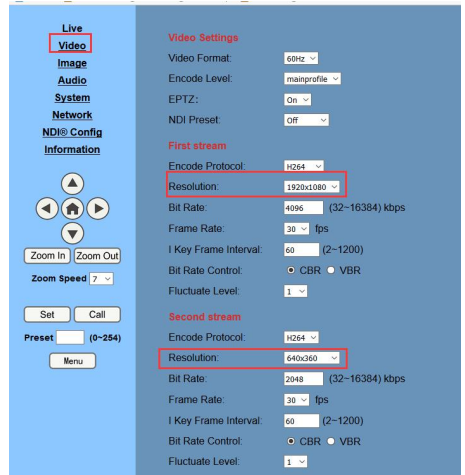 Live
Video
Image
Audio
System
Network
NDI® Config
Information
Zoom In Zoom Out
Zoom Speed 7
Set Call
Preset (0~254)
Menu
Video Settings
Video Format: 60Hz
Encode Level: mainprofile
EPTZ: On
NDI Preset: Off
First stream
Encode Protocol: H264
Resolution: 1920x1080
Bit Rate: 4096 (32~16384) kbps
Frame Rate: 30 fps
I Key Frame Interval: 60 (2~1200)
Bit Rate Control: CBR VBR
Fluctuate Level: 1
Second stream
Encode Protocol: H264
Resolution: 640x360
Bit Rate: 2048 (32~16384) kbps
Frame Rate: 30 fps
I Key Frame Interval: 60 (2~1200)
Bit Rate Control: CBR VBR
Fluctuate Level: 1